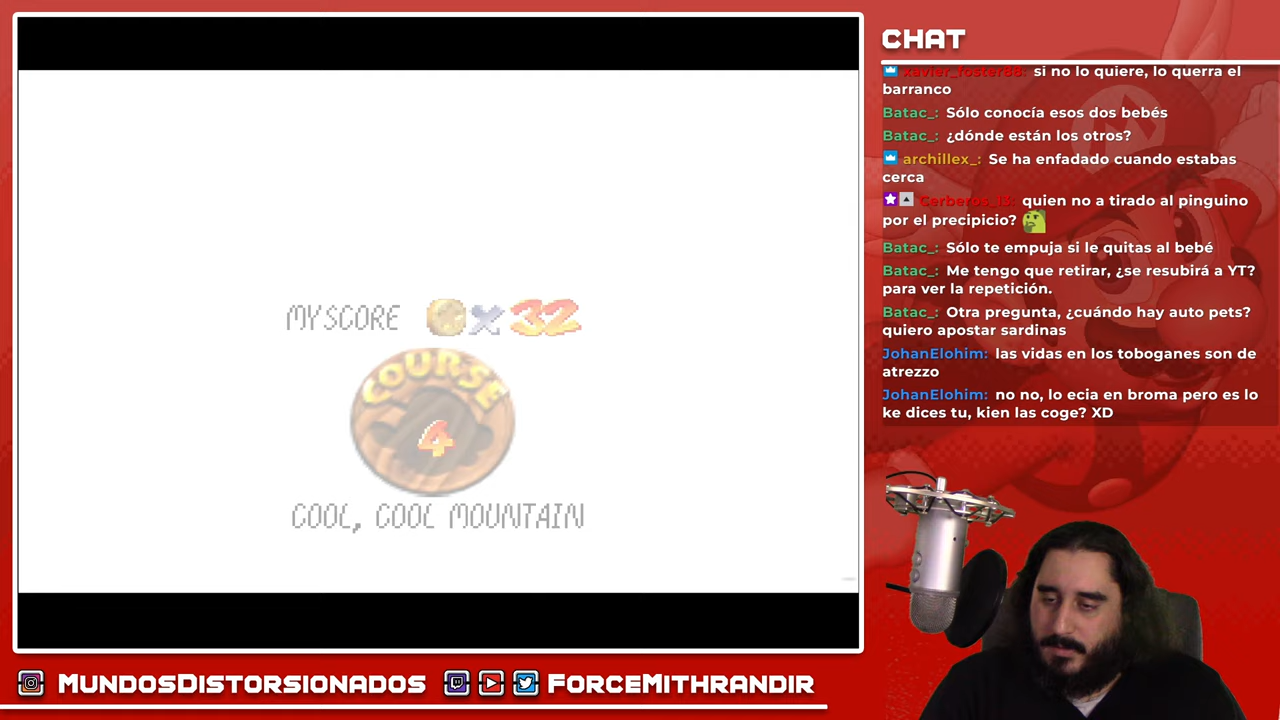 MY SCORE × 32
COURSE
4
COOL, COOL MOUNTAIN
CHAT
xavier_foster88: si no lo quiere, lo querra el
barranco
Batac_: Sólo conocía esos dos bebés
Batac_: ¿dónde están los otros?
archillex_: Se ha enfadado cuando estabas
cerca
Cerberos_13: quien no a tirado al pinguino
por el precipicio?
Batac_: Sólo te empuja si le quitas al bebé
Batac_: Me tengo que retirar, ¿se resubirá a YT?
para ver la repetición.
Batac_: Otra pregunta, ¿cuándo hay auto pets?
quiero apostar sardinas
JohanElohim: las vidas en los toboganes son de
atrezzo
JohanElohim: no no, lo ecia en broma pero es lo
ke dices tu, kien las coge? XD
MundosDistorsionados
ForceMithrandir